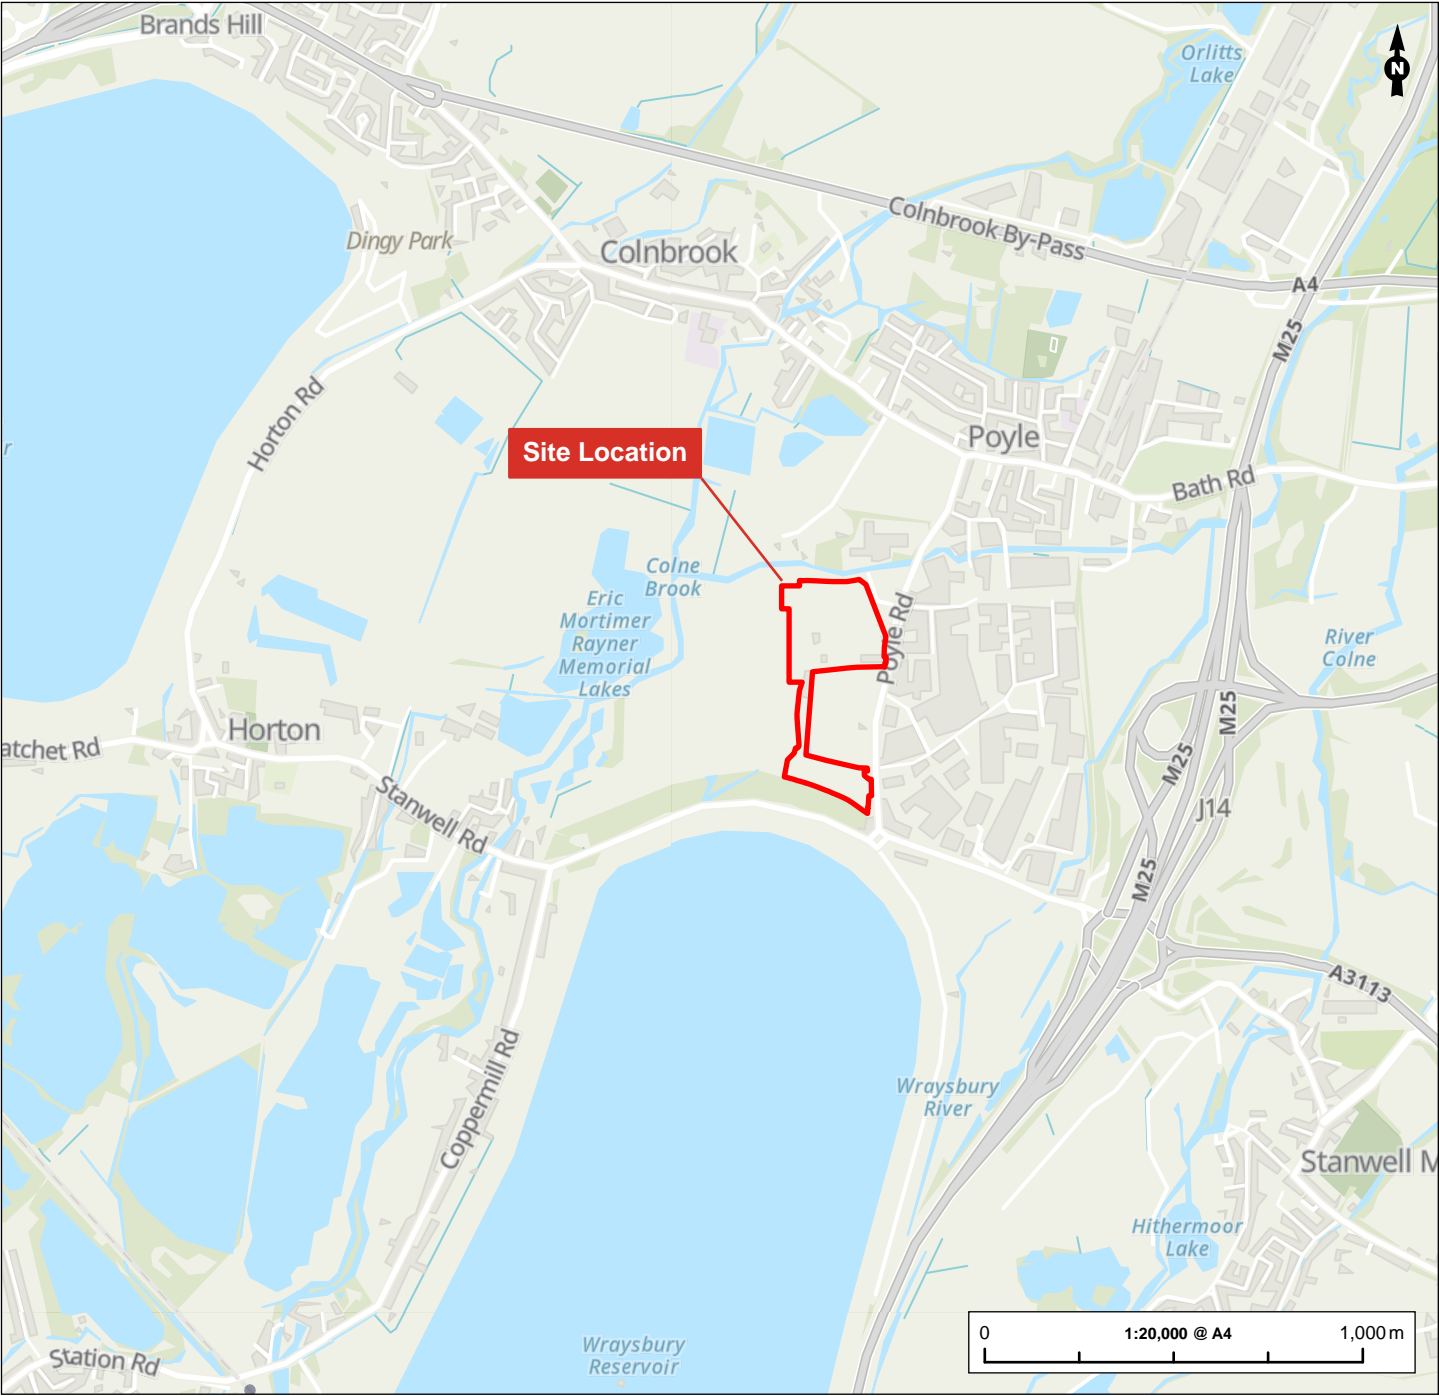 Brands Hill
N
Orlitts
Lake
Colnbrook By-Pass
Dingy Park
Colnbrook
A4
M25
Horton Rd
Poyle
Site Location
Bath Rd
Colne
Brook
Eric
Mortimer
Rayner
Memorial
Lakes
Poyle Rd
River
Colne
Horton
atchet Rd
M25
M25
Stanwell Rd
J14
M25
A3113
Coppermill Rd
Wraysbury
River
Stanwell M
Hithermoor
Lake
Wraysbury
Reservoir
Station Rd
0 1:20,000 @ A4 1,000 m